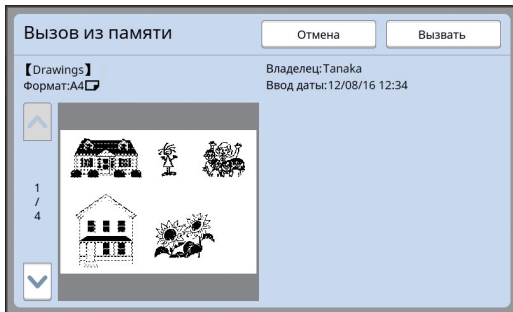 Вызов из памяти
Отмена
Вызвать
【Drawings】
Формат:A4
Владелец:Tanaka
Ввод даты:12/08/16 12:34
1
/
4